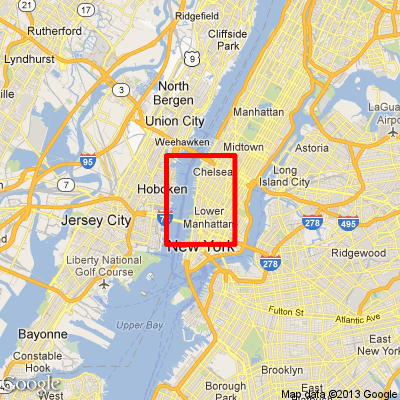 Ridgefield
Rutherford
Cliffside
Park
Lyndhurst
9
North
Bergen
3
Union City
Manhattan
LaGua
Airp
Weehawken
Midtown
Astoria
95
Chelsea
Long
Island City
7
Hoboken
Lower
Manhattan
278
495
Jersey City
New York
Ridgewood
278
Liberty National
Golf Course
Fulton St
Upper Bay
Atlantic Ave
Bayonne
East
New York
Constable
Hook
Brooklyn
Borough
Park
East
West
Google
Map data ©2013 Google